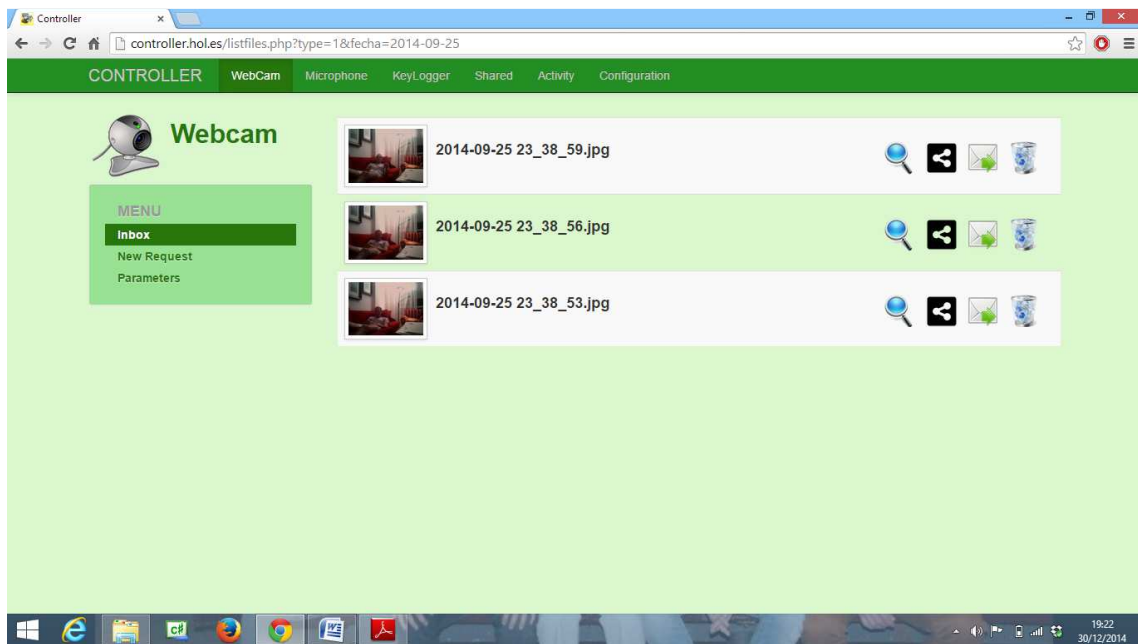 Controller
controller.hol.es/listfiles.php?type=1&fecha=2014-09-25
CONTROLLER WebCam Microphone KeyLogger Shared Activity Configuration
Webcam
MENU
Inbox
New Request
Parameters
2014-09-25 23_38_59.jpg
2014-09-25 23_38_56.jpg
2014-09-25 23_38_53.jpg
C#
W
19:22
30/12/2014